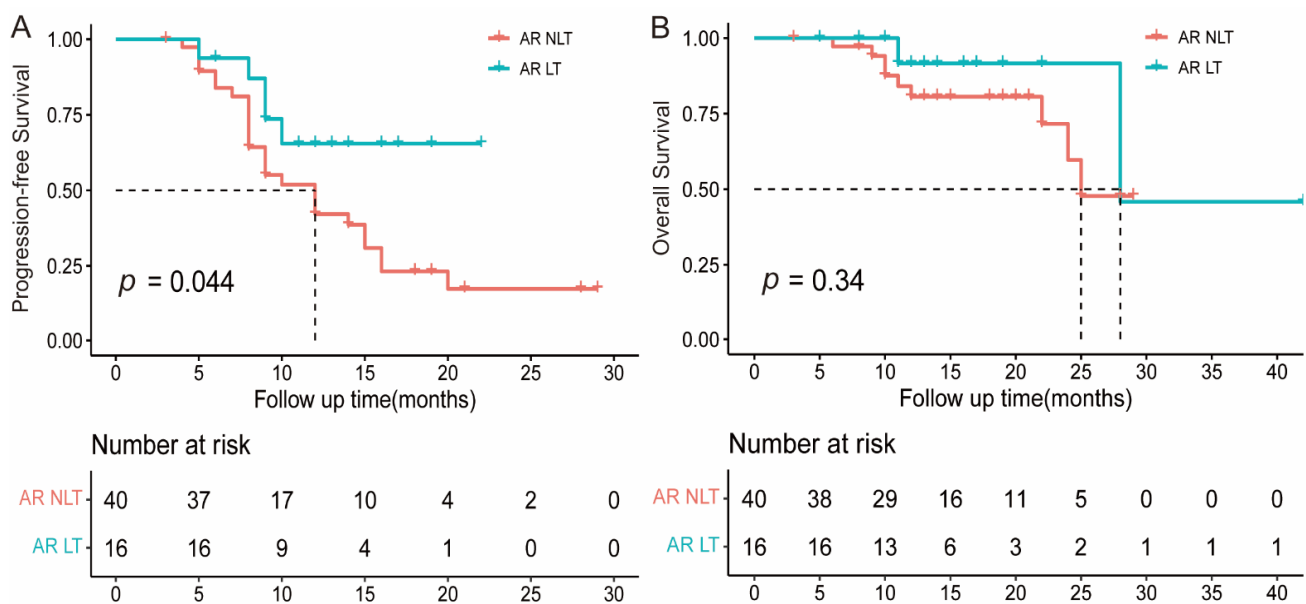 A
AR NLT
AR LT
1.00
0.75
0.50
0.25
0.00
Progression-free Survival
p = 0.044
0 5 10 15 20 25 30
Follow up time(months)
Number at risk
AR NLT 40 37 17 10 4 2 0
AR LT 16 16 9 4 1 0 0
0 5 10 15 20 25 30
B
AR NLT
AR LT
1.00
0.75
0.50
0.25
0.00
Overall Survival
p = 0.34
0 5 10 15 20 25 30 35 40
Follow up time(months)
Number at risk
AR NLT 40 38 29 16 11 5 0 0 0
AR LT 16 16 13 6 3 2 1 1 1
0 5 10 15 20 25 30 35 40